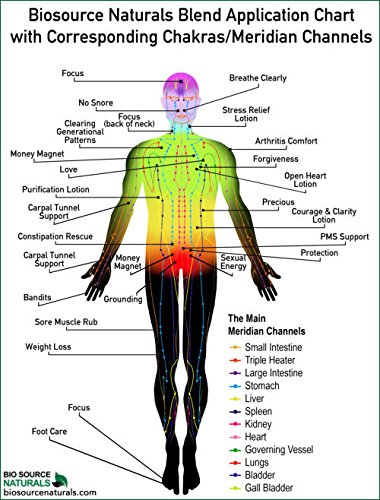 Biosource Naturals Blend Application Chart
with Corresponding Chakras/Meridian Channels
Focus
Breathe Clearly
No Snore
Focus
(back of neck)
Stress Relief
Lotion
Clearing
Generational
Patterns
Arthritis Comfort
Money Magnet
Forgiveness
Love
Open Heart
Lotion
Purification Lotion
Precious
Carpal Tunnel
Support
Courage & Clarity
Lotion
Constipation Rescue
PMS Support
Carpal Tunnel
Support
Money
Magnet
Sexual
Energy
Protection
Bandits
Grounding
Sore Muscle Rub
Weight Loss
The Main
Meridian Channels
Small Intestine
Triple Heater
Large Intestine
Stomach
Liver
Spleen
Kidney
Heart
Governing Vessel
Lungs
Bladder
Gall Bladder
Focus
Foot Care
BIO SOURCE
NATURALS
biosourcenaturals.com